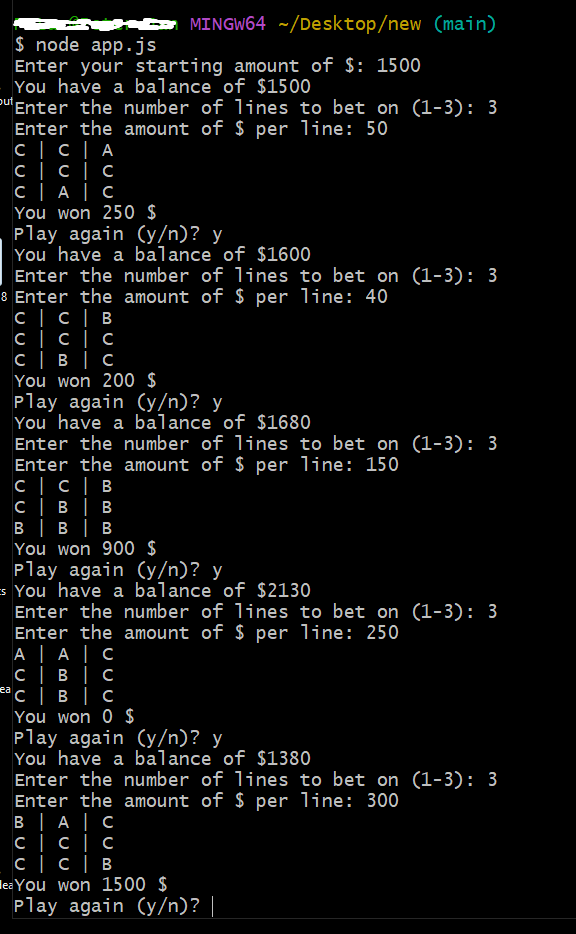 MINGW64 ~/Desktop/new (main)
$ node app.js
Enter your starting amount of $: 1500
You have a balance of $1500
Enter the number of lines to bet on (1-3): 3
Enter the amount of $ per line: 50
C | C | A
C | C | C
C | A | C
You won 250 $
Play again (y/n)? y
You have a balance of $1600
Enter the number of lines to bet on (1-3): 3
Enter the amount of $ per line: 40
C | C | B
C | C | C
C | B | C
You won 200 $
Play again (y/n)? y
You have a balance of $1680
Enter the number of lines to bet on (1-3): 3
Enter the amount of $ per line: 150
C | C | B
C | B | B
B | B | B
You won 900 $
Play again (y/n)? y
You have a balance of $2130
Enter the number of lines to bet on (1-3): 3
Enter the amount of $ per line: 250
A | A | C
C | B | C
C | B | C
You won 0 $
Play again (y/n)? y
You have a balance of $1380
Enter the number of lines to bet on (1-3): 3
Enter the amount of $ per line: 300
B | A | C
C | C | C
C | C | B
You won 1500 $
Play again (y/n)?